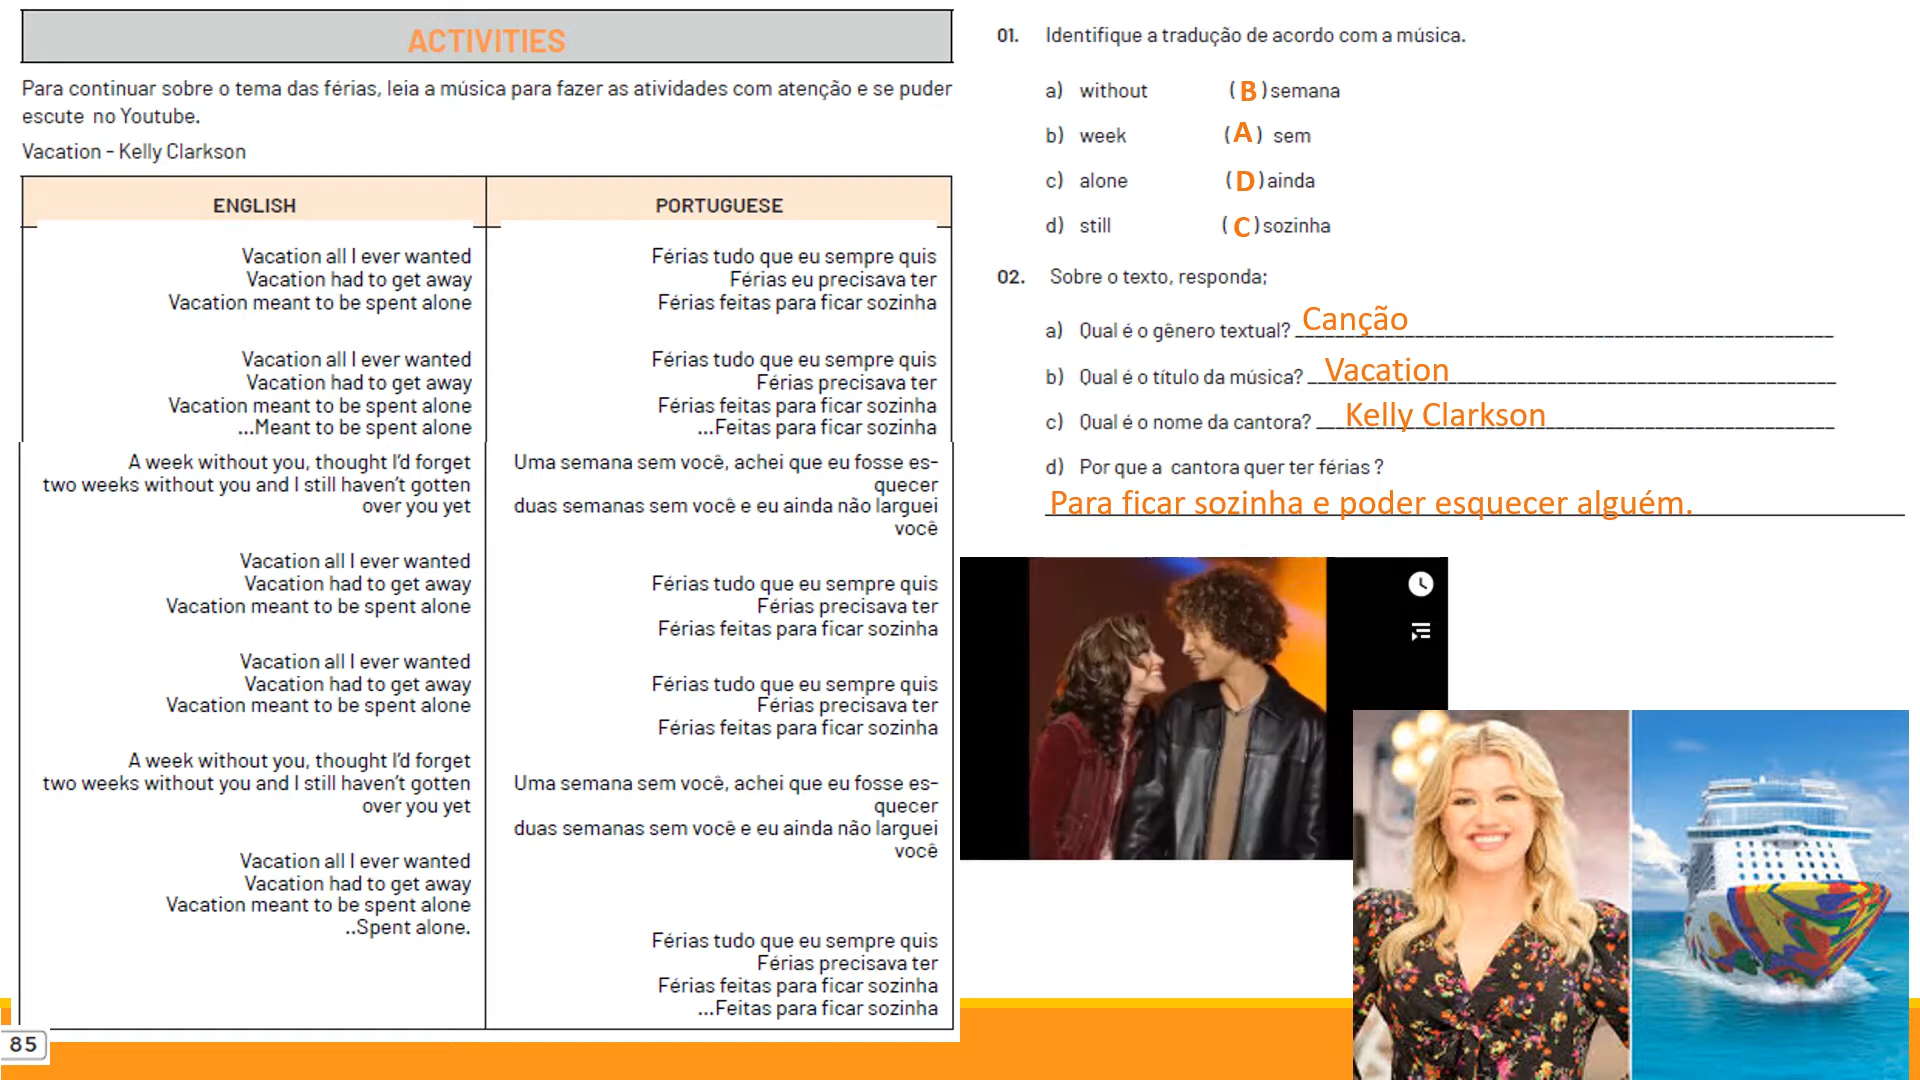 ACTIVITIES
Para continuar sobre o tema das férias, leia a música para fazer as atividades com atenção e se puder
escute no Youtube.
Vacation - Kelly Clarkson
ENGLISH
Vacation all I ever wanted
Vacation had to get away
Vacation meant to be spent alone
Vacation all I ever wanted
Vacation had to get away
Vacation meant to be spent alone
...Meant to be spent alone
A week without you, thought I'd forget
two weeks without you and I still haven't gotten
over you yet
Vacation all I ever wanted
Vacation had to get away
Vacation meant to be spent alone
Vacation all I ever wanted
Vacation had to get away
Vacation meant to be spent alone
A week without you, thought I'd forget
two weeks without you and I still haven't gotten
over you yet
Vacation all I ever wanted
Vacation had to get away
Vacation meant to be spent alone
..Spent alone.
PORTUGUESE
Férias tudo que eu sempre quis
Férias eu precisava ter
Férias feitas para ficar sozinha
Férias tudo que eu sempre quis
Férias precisava ter
Férias feitas para ficar sozinha
...Feitas para ficar sozinha
Uma semana sem você, achei que eu fosse es-
quecer
duas semanas sem você e eu ainda não larguei
você
Férias tudo que eu sempre quis
Férias precisava ter
Férias feitas para ficar sozinha
Férias tudo que eu sempre quis
Férias precisava ter
Férias feitas para ficar sozinha
Uma semana sem você, achei que eu fosse es-
quecer
duas semanas sem você e eu ainda não larguei
você
Férias tudo que eu sempre quis
Férias precisava ter
Férias feitas para ficar sozinha
...Feitas para ficar sozinha
85
01. Identifique a tradução de acordo com a música.
a) without (B) semana
b) week (A) sem
c) alone (D) ainda
d) still (C) sozinha
02. Sobre o texto, responda;
a) Qual é o gênero textual? Canção
b) Qual é o título da música? Vacation
c) Qual é o nome da cantora? Kelly Clarkson
d) Por que a cantora quer ter férias ?
Para ficar sozinha e poder esquecer alguém.